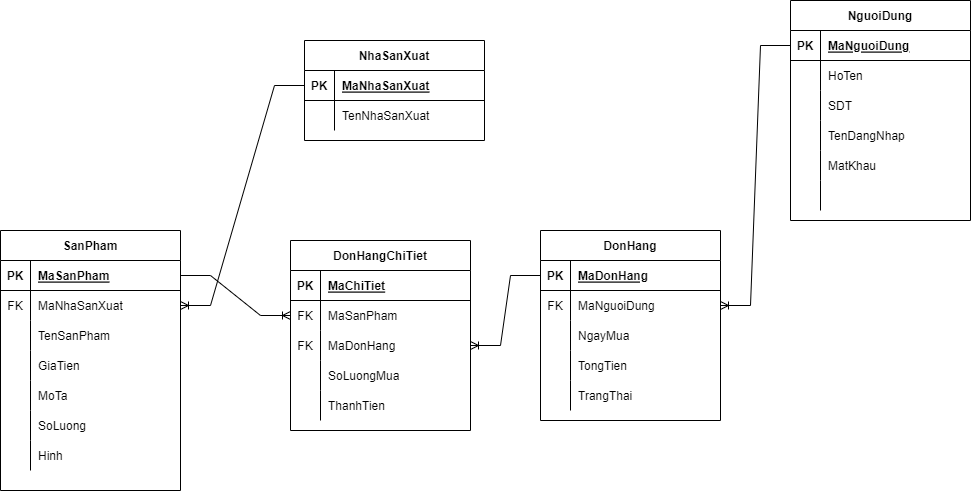 NguoiDung
PK MaNguoiDung
HoTen
SDT
TenDangNhap
MatKhau
NhaSanXuat
PK MaNhaSanXuat
TenNhaSanXuat
SanPham
PK MaSanPham
FK MaNhaSanXuat
TenSanPham
GiaTien
MoTa
SoLuong
Hinh
DonHangChiTiet
PK MaChiTiet
FK MaSanPham
FK MaDonHang
SoLuongMua
ThanhTien
DonHang
PK MaDonHang
FK MaNguoiDung
NgayMua
TongTien
TrangThai